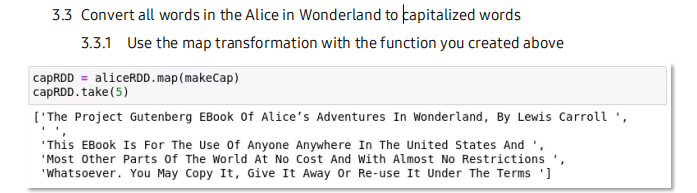 3.3 Convert all words in the Alice in Wonderland to capitalized words
3.3.1 Use the map transformation with the function you created above
capRDD = aliceRDD.map(makeCap)
capRDD.take(5)
['The Project Gutenberg EBook Of Alice’s Adventures In Wonderland, By Lewis Carroll ',
' ',
'This EBook Is For The Use Of Anyone Anywhere In The United States And ',
'Most Other Parts Of The World At No Cost And With Almost No Restrictions ',
'Whatsoever. You May Copy It, Give It Away Or Re-use It Under The Terms ']